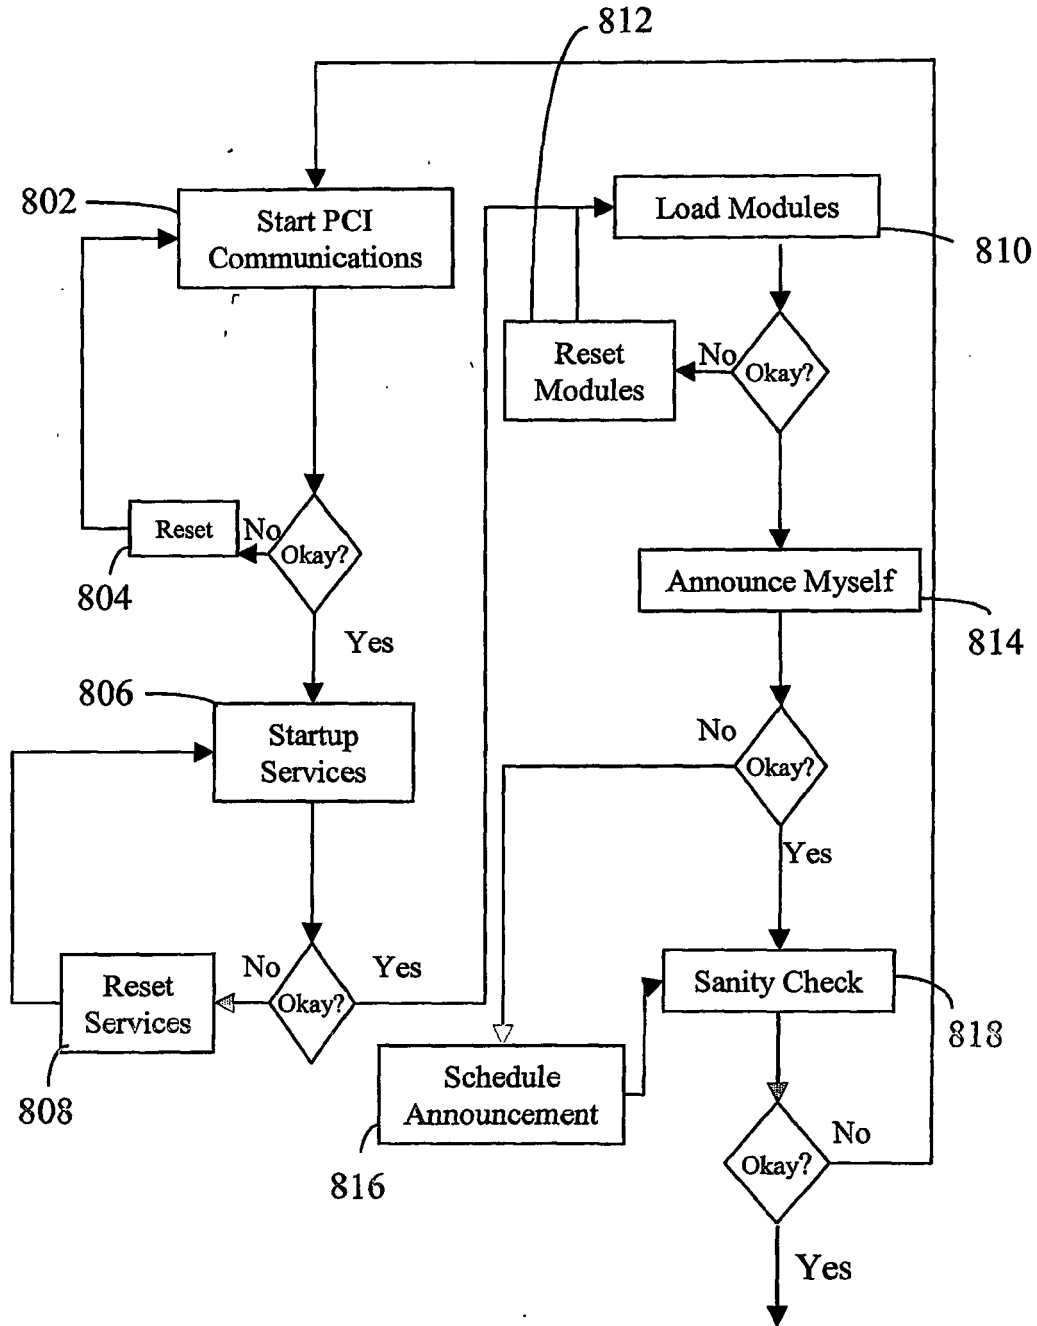 812
802
Start PCI
Communications
Load Modules
810
Reset
Modules
No
Okay?
Reset
No
Okay?
804
Yes
Announce Myself
814
806
Startup
Services
No
Okay?
Yes
Reset
Services
No
Okay?
Yes
Sanity Check
818
808
Schedule
Announcement
816
Okay?
No
Yes